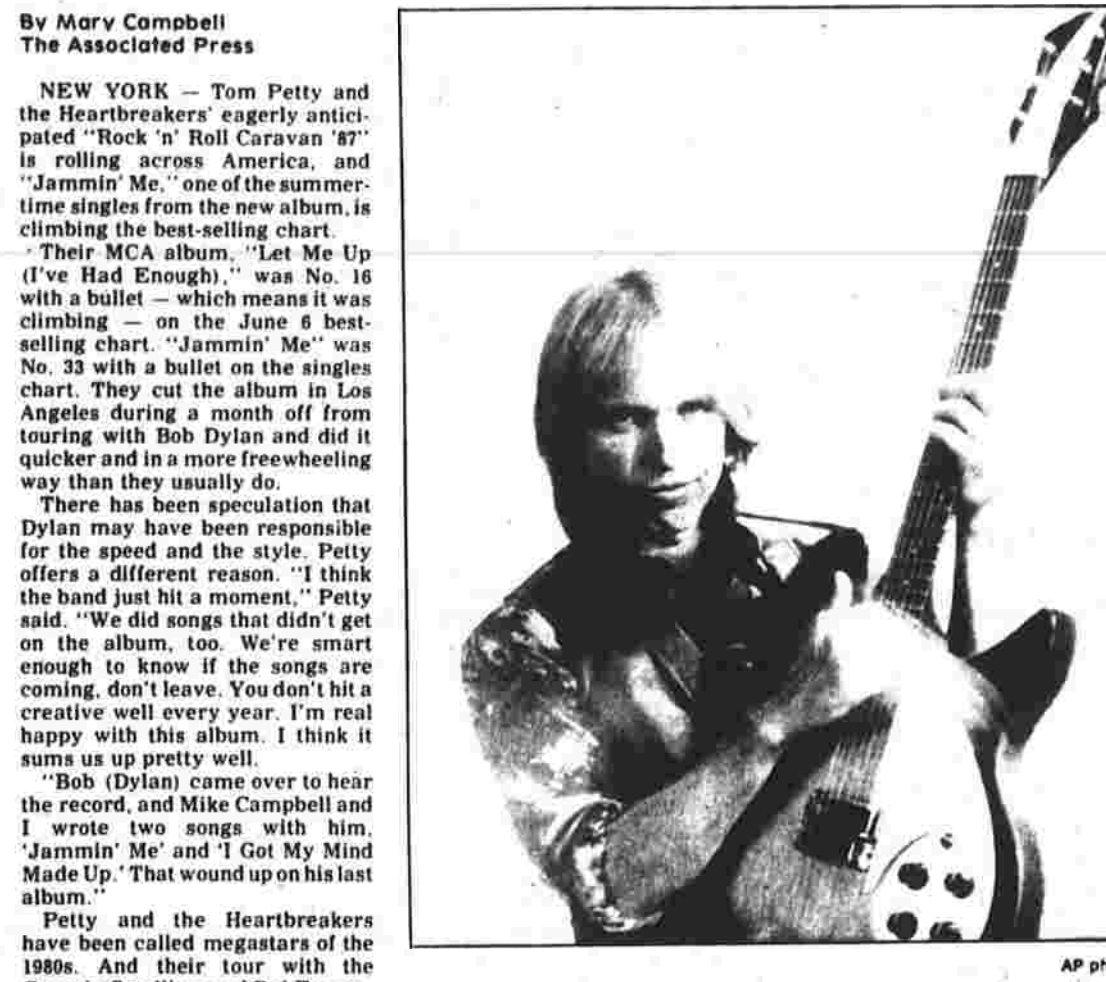 By Mary Campbell
The Associated Press
NEW YORK — Tom Petty and
the Heartbreakers' eagerly antici-
pated "Rock 'n' Roll Caravan '87"
is rolling across America, and
"Jammin' Me," one of the summer-
time singles from the new album, is
climbing the best-selling chart.
Their MCA album, "Let Me Up
(I've Had Enough)," was No. 16
with a bullet — which means it was
climbing — on the June 6 best-
selling chart. "Jammin' Me" was
No. 33 with a bullet on the singles
chart. They cut the album in Los
Angeles during a month off from
touring with Bob Dylan and did it
quicker and in a more freewheeling
way than they usually do.
There has been speculation that
Dylan may have been responsible
for the speed and the style. Petty
offers a different reason. "I think
the band just hit a moment," Petty
said. "We did songs that didn't get
on the album, too. We're smart
enough to know if the songs are
coming, don't leave. You don't hit a
creative well every year. I'm real
happy with this album. I think it
sums us up pretty well.
"Bob (Dylan) came over to hear
the record, and Mike Campbell and
I wrote two songs with him,
'Jammin' Me' and 'I Got My Mind
Made Up.' That wound up on his last
album."
Petty and the Heartbreakers
have been called megastars of the
1980s. And their tour with the
AP ph